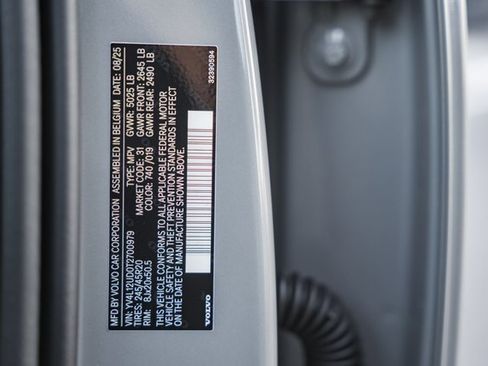 MFD BY VOLVO CAR CORPORATION ASSEMBLED IN BELGIUM DATE: 08/25
VIN: YV4L12UD0T2700979 TYPE: MPV GVWR: 5025 LB
TIRES: 245/45R20 MARKET CODE: 31 GAWR FRONT: 2645 LB
RIM: 8Jx20x50.5 COLOR: 740 /019 GAWR REAR: 2490 LB
THIS VEHICLE CONFORMS TO ALL APPLICABLE FEDERAL MOTOR
VEHICLE SAFETY AND THEFT PREVENTION STANDARDS IN EFFECT
ON THE DATE OF MANUFACTURE SHOWN ABOVE.
VOLVO
32390594